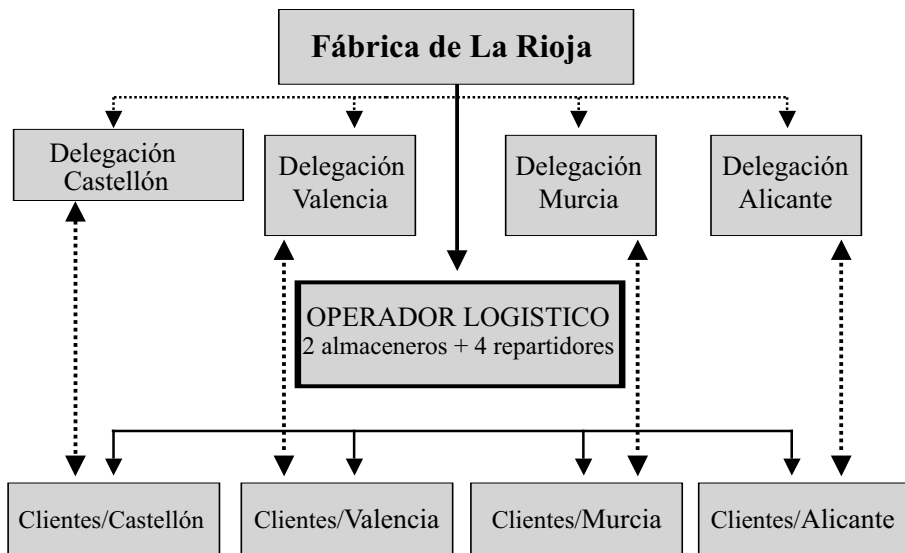 Fábrica de La Rioja
Delegación
Castellón
Delegación
Valencia
Delegación
Murcia
Delegación
Alicante
OPERADOR LOGISTICO
2 almaceneros + 4 repartidores
Clientes/Castellón
Clientes/Valencia
Clientes/Murcia
Clientes/Alicante